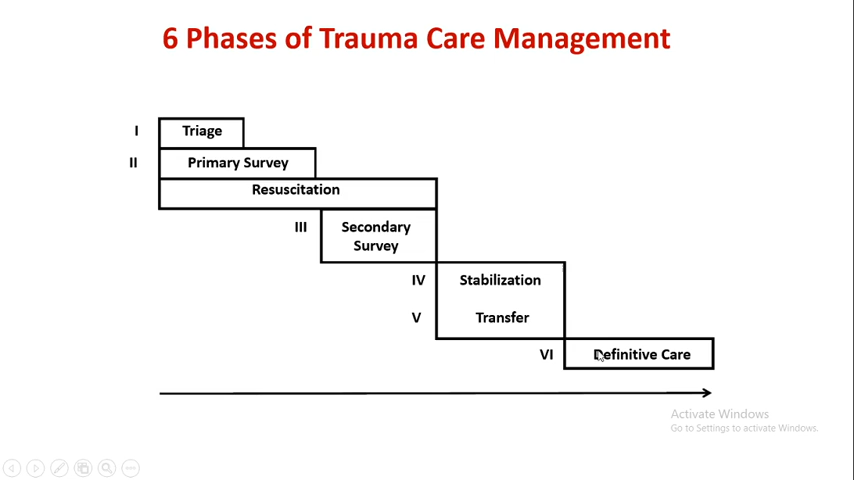 6 Phases of Trauma Care Management
I Triage
II Primary Survey
Resuscitation
III Secondary
Survey
IV Stabilization
V Transfer
VI Definitive Care
Activate Windows
Go to Settings to activate Windows.